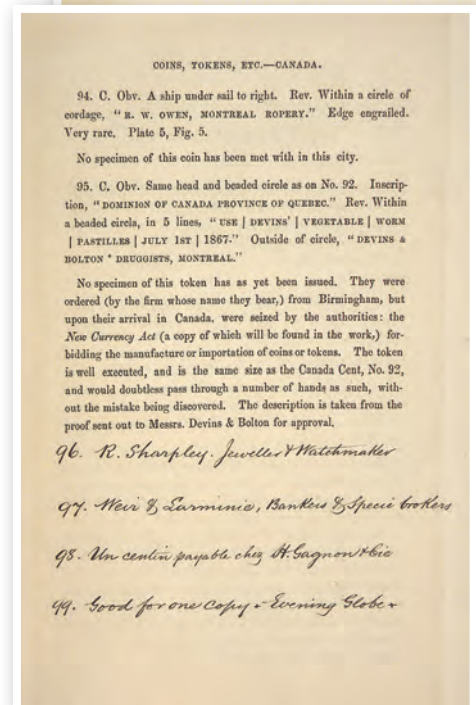 COINS, TOKENS, ETC.—CANADA.
94. C. Obv. A ship under sail to right. Rev. Within a circle of
cordage, "R. W. OWEN, MONTREAL ROPERY." Edge engrailed.
Very rare. Plate 5, Fig. 5.
No specimen of this coin has been met with in this city.
95. C. Obv. Same head and beaded circle as on No. 92. Inscrip-
tion, "DOMINION OF CANADA PROVINCE OF QUEBEC." Rev. Within
a beaded circle, in 5 lines, "USE | DEVINS' | VEGETABLE | WORM
| PASTILLES | JULY 1ST | 1867." Outside of circle, "DEVINS &
BOLTON * DRUGGISTS, MONTREAL."
No specimen of this token has as yet been issued. They were
ordered (by the firm whose name they bear,) from Birmingham, but
upon their arrival in Canada, were seized by the authorities: the
New Currency Act (a copy of which will be found in the work,) for-
bidding the manufacture or importation of coins or tokens. The token
is well executed, and is the same size as the Canada Cent, No. 92,
and would doubtless pass through a number of hands as such, with-
out the mistake being discovered. The description is taken from the
proof sent out to Messrs. Devins & Bolton for approval.
96. R. Sharpley. Jeweller & Watchmaker
97. Weir & Larminie, Bankers & Specie brokers
98. Un centin payable chez H. Gagnon & Cie
99. Good for one Copy - Evening Globe -